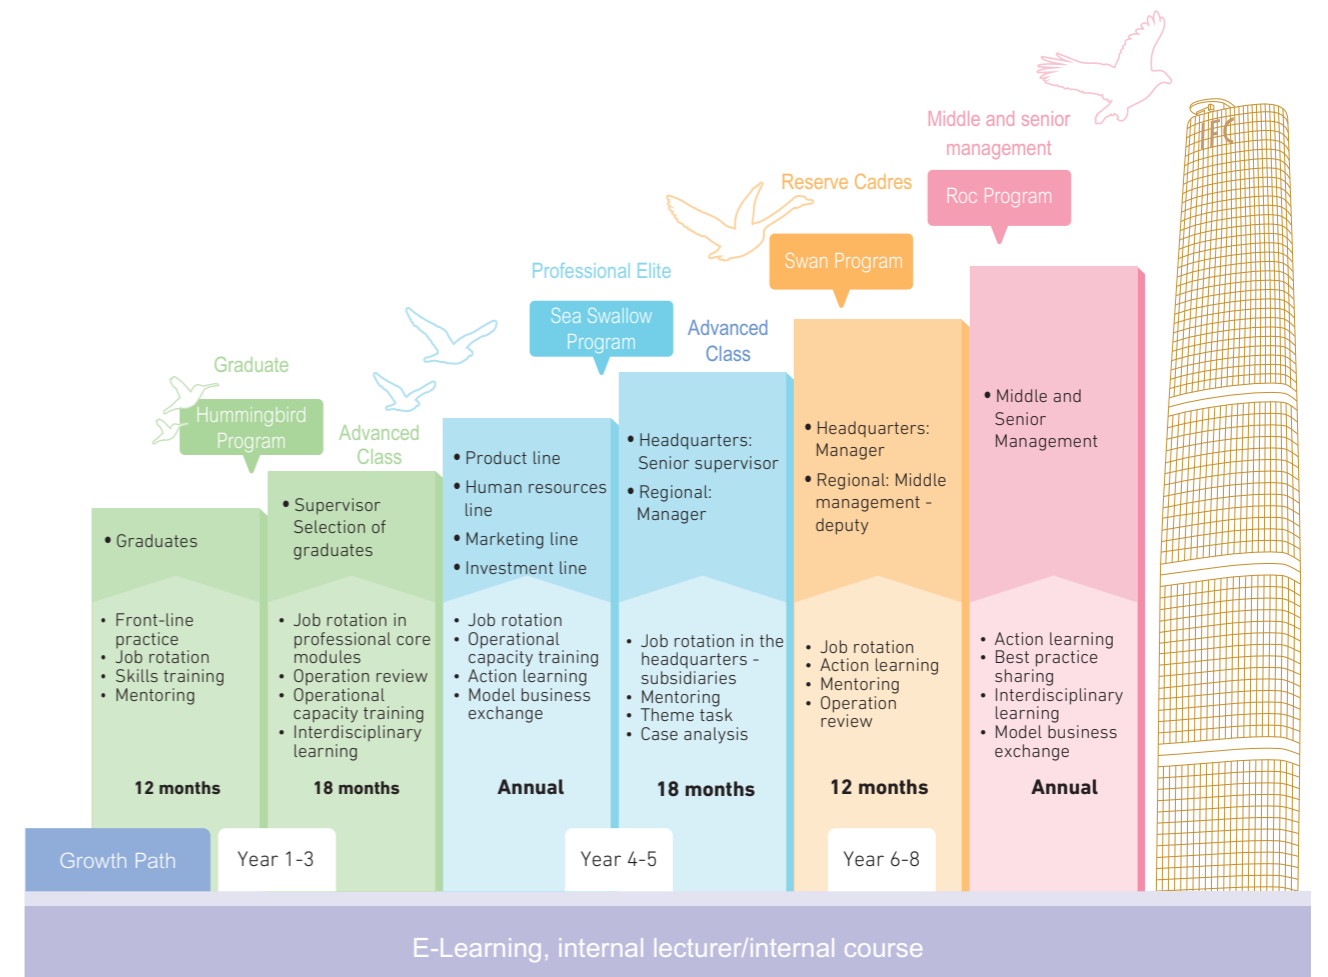 Graduate
Hummingbird
Program
Advanced
Class
Professional Elite
Sea Swallow
Program
Advanced
Class
Reserve Cadres
Swan Program
Middle and senior
management
Roc Program
IFC
• Graduates
• Front-line
practice
• Job rotation
• Skills training
• Mentoring
12 months
• Supervisor
Selection of
graduates
• Job rotation in
professional core
modules
• Operation review
• Operational
capacity training
• Interdisciplinary
learning
18 months
• Product line
• Human resources
line
• Marketing line
• Investment line
• Job rotation
• Operational
capacity training
• Action learning
• Model business
exchange
Annual
• Headquarters:
Senior supervisor
• Regional:
Manager
• Job rotation in the
headquarters -
subsidiaries
• Mentoring
• Theme task
• Case analysis
18 months
• Headquarters:
Manager
• Regional: Middle
management -
deputy
• Job rotation
• Action learning
• Mentoring
• Operation
review
12 months
• Middle and
Senior
Management
• Action learning
• Best practice
sharing
• Interdisciplinary
learning
• Model business
exchange
Annual
Growth Path
Year 1-3
Year 4-5
Year 6-8
E-Learning, internal lecturer/internal course